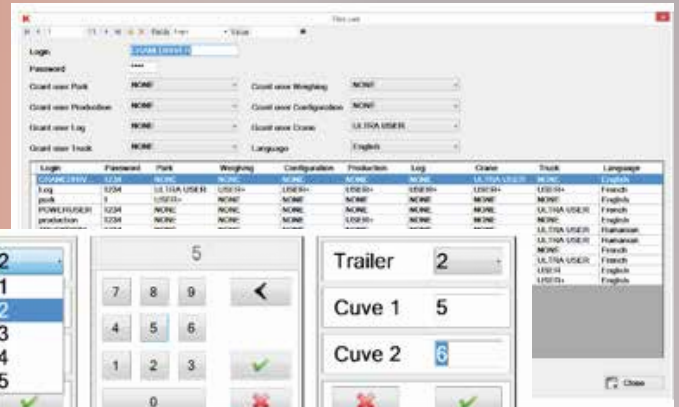 Login
CRANEDRIVER
Password
****
Grant user Park NONE Grant user Weighing NONE
Grant user Production NONE Grant user Configuration NONE
Grant user Log NONE Grant user Crane ULTRA USER
Grant user Truck NONE Language English
Login Password Park Weighing Configuration Production Log Crane Truck Language
CRANEDRIV... 1234 NONE NONE NONE NONE NONE ULTRA USER NONE English
Log 1234 ULTRA USER USER+ USER+ USER+ USER+ USER+ USER+ French
park 1 USER+ NONE NONE NONE NONE NONE NONE English
POWERUSER 1234 NONE NONE NONE NONE NONE NONE ULTRA USER French
production 1234 NONE NONE NONE USER+ NONE NONE NONE English
ULTRA USER Rumanian
ULTRA USER Rumanian
NONE French
ULTRA USER French
USER English
USER+ English
Close
2
1
2
3
4
5
5
7 8 9
4 5 6
1 2 3
0
Trailer 2
Cuve 1 5
Cuve 2 6